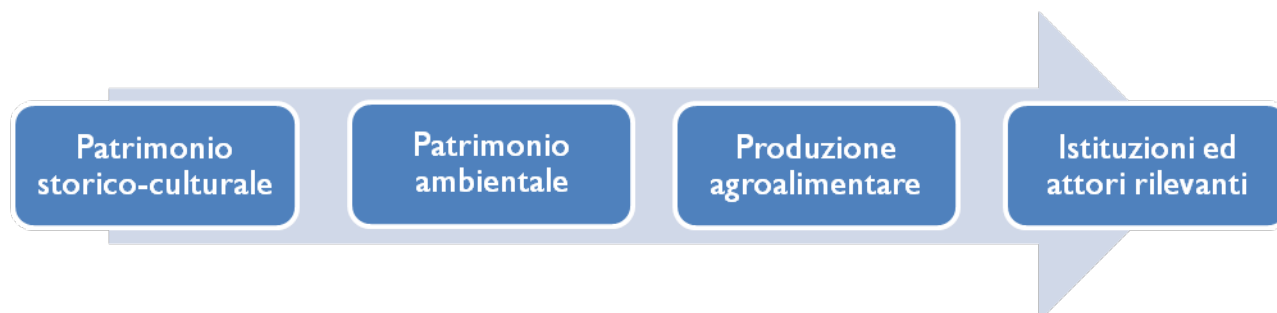 Patrimonio
storico-culturale
Patrimonio
ambientale
Produzione
agroalimentare
Istituzioni ed
attori rilevanti